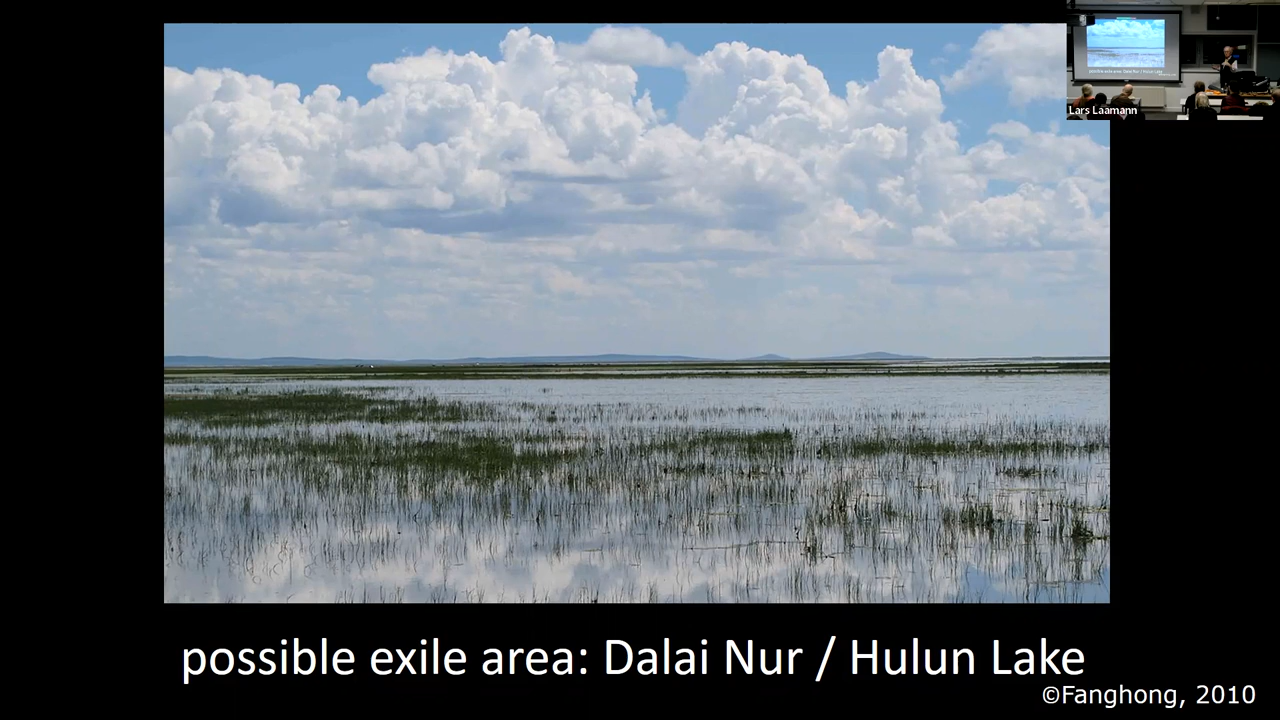 Lars Laamann
possible exile area: Dalai Nur / Hulun Lake
©Fanghong, 2010